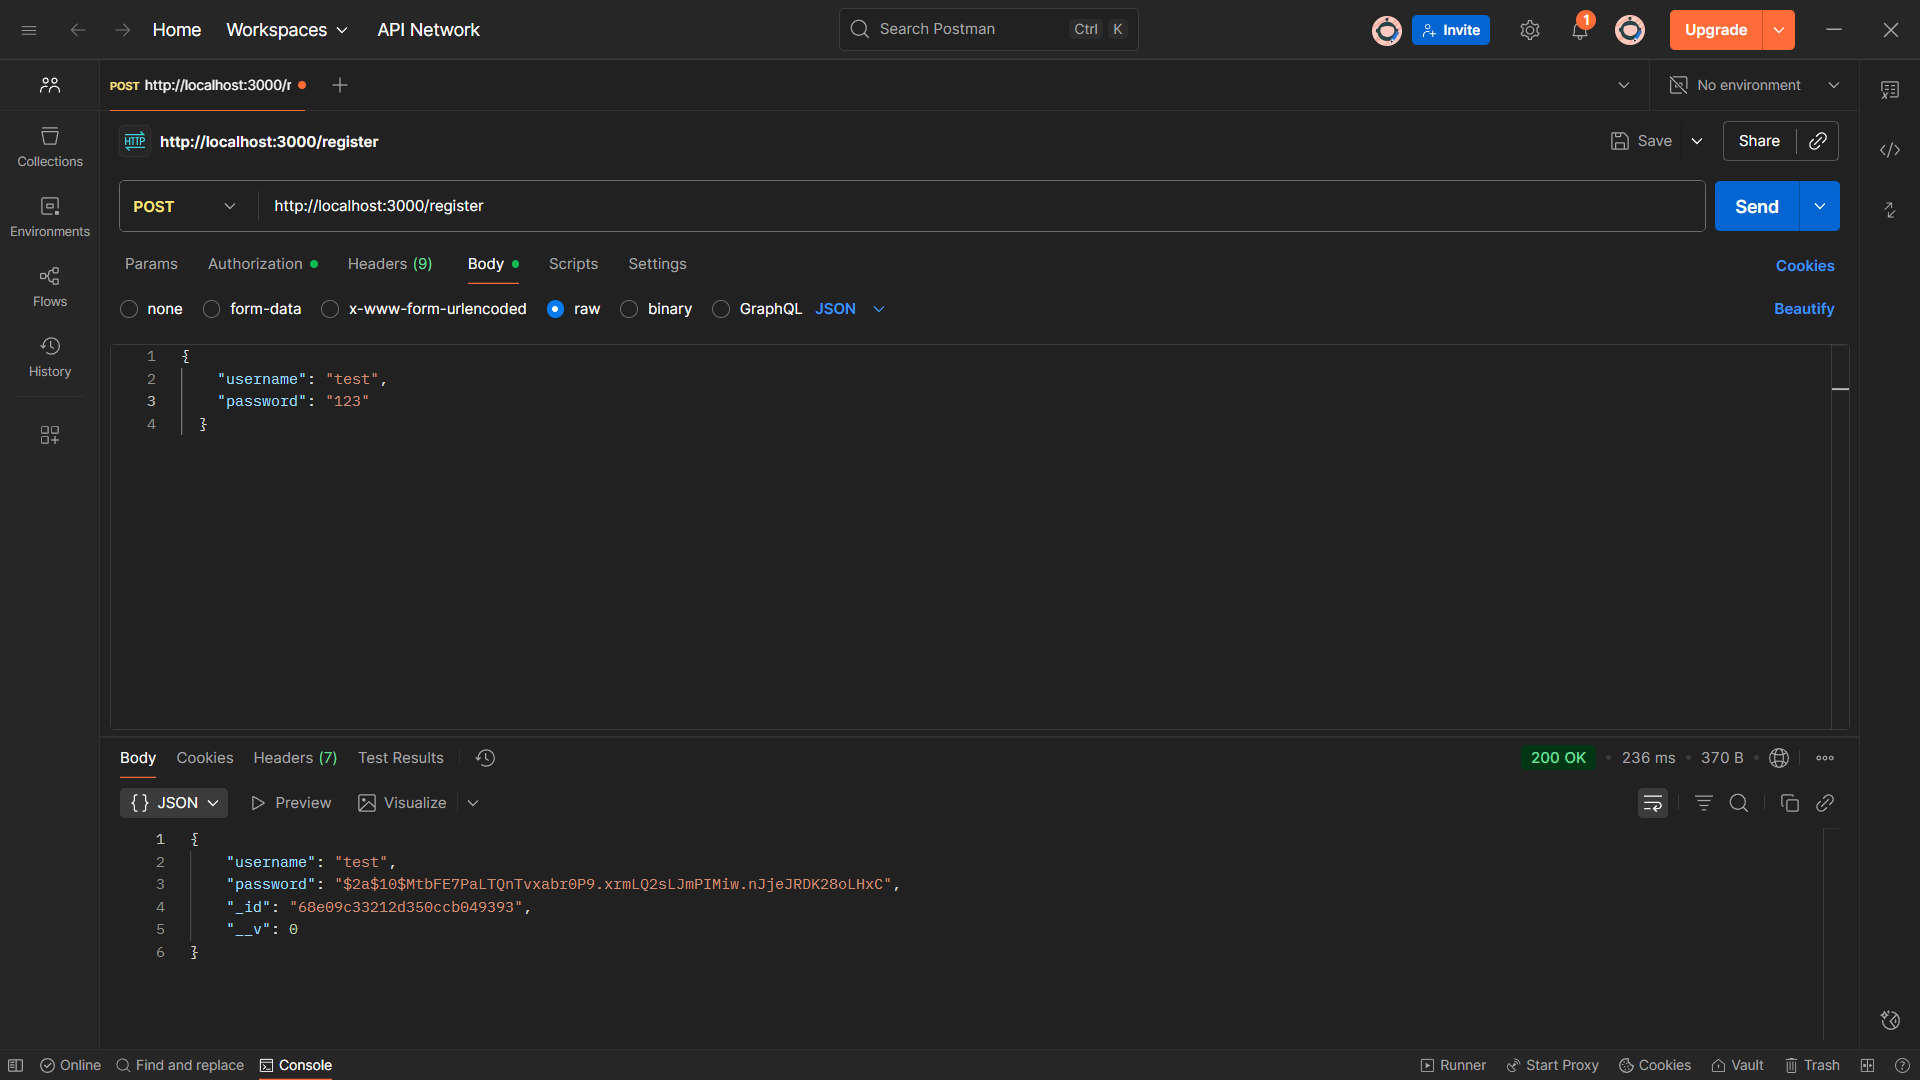 Home Workspaces API Network Search Postman Ctrl K Invite 1 Upgrade
POST http://localhost:3000/r No environment
HTTP http://localhost:3000/register Save Share
POST http://localhost:3000/register Send
Params Authorization Headers (9) Body Scripts Settings Cookies
none form-data x-www-form-urlencoded raw binary GraphQL JSON Beautify
Collections
Environments
Flows
History
1 {
2 "username": "test",
3 "password": "123"
4 }
Body Cookies Headers (7) Test Results 200 OK 236 ms 370 B
{} JSON Preview Visualize
1 {
2 "username": "test",
3 "password": "$2a$10$MtbFE7PaLTQnTvxabr0P9.xrmLQ2sLJmPIMiw.nJjeJRDK28oLHxC",
4 "_id": "68e09c33212d350ccb049393",
5 "__v": 0
6 }
Online Find and replace Console Runner Start Proxy Cookies Vault Trash